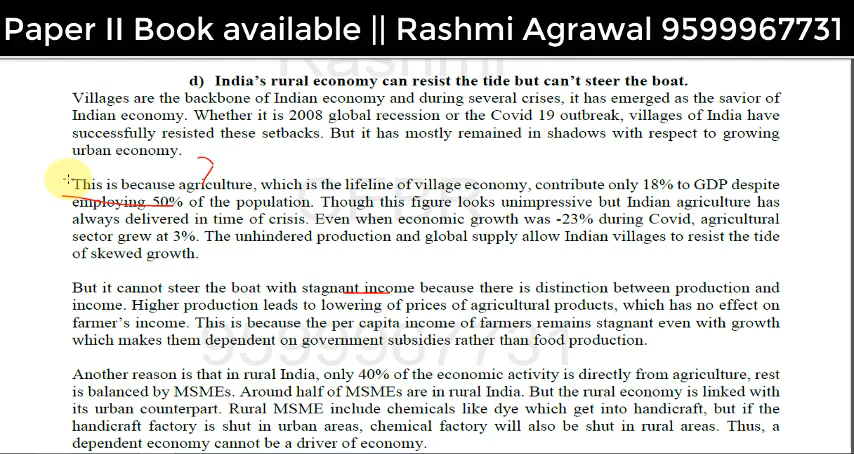 Paper II Book available || Rashmi Agrawal 9599967731
Rashmi
d) India's rural economy can resist the tide but can't steer the boat.
Villages are the backbone of Indian economy and during several crises, it has emerged as the savior of
Indian economy. Whether it is 2008 global recession or the Covid 19 outbreak, villages of India have
successfully resisted these setbacks. But it has mostly remained in shadows with respect to growing
urban economy.
This is because agriculture, which is the lifeline of village economy, contribute only 18% to GDP despite
employing 50% of the population. Though this figure looks unimpressive but Indian agriculture has
always delivered in time of crisis. Even when economic growth was -23% during Covid, agricultural
sector grew at 3%. The unhindered production and global supply allow Indian villages to resist the tide
of skewed growth.
But it cannot steer the boat with stagnant income because there is distinction between production and
income. Higher production leads to lowering of prices of agricultural products, which has no effect on
farmer's income. This is because the per capita income of farmers remains stagnant even with growth
which makes them dependent on government subsidies rather than food production.
9599967731
Another reason is that in rural India, only 40% of the economic activity is directly from agriculture, rest
is balanced by MSMEs. Around half of MSMEs are in rural India. But the rural economy is linked with
its urban counterpart. Rural MSME include chemicals like dye which get into handicraft, but if the
handicraft factory is shut in urban areas, chemical factory will also be shut in rural areas. Thus, a
dependent economy cannot be a driver of economy.